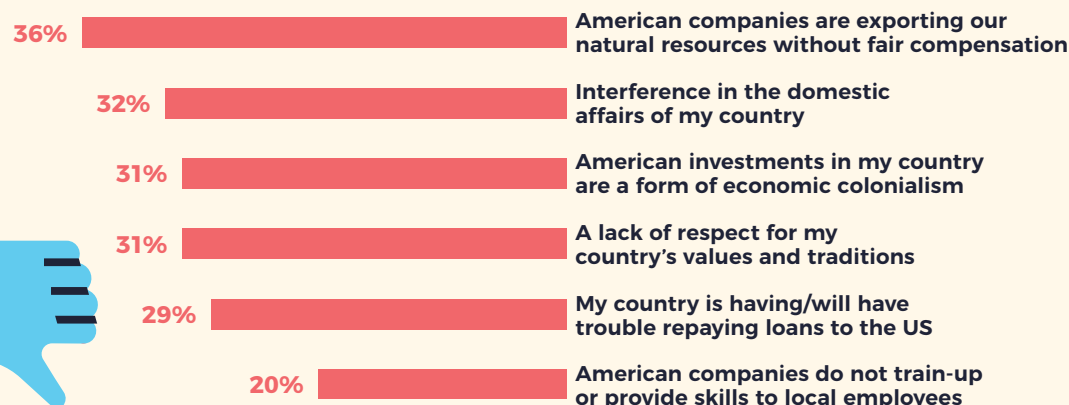 36%
American companies are exporting our
natural resources without fair compensation
32%
Interference in the domestic
affairs of my country
31%
American investments in my country
are a form of economic colonialism
31%
A lack of respect for my
country’s values and traditions
29%
My country is having/will have
trouble repaying loans to the US
20%
American companies do not train-up
or provide skills to local employees